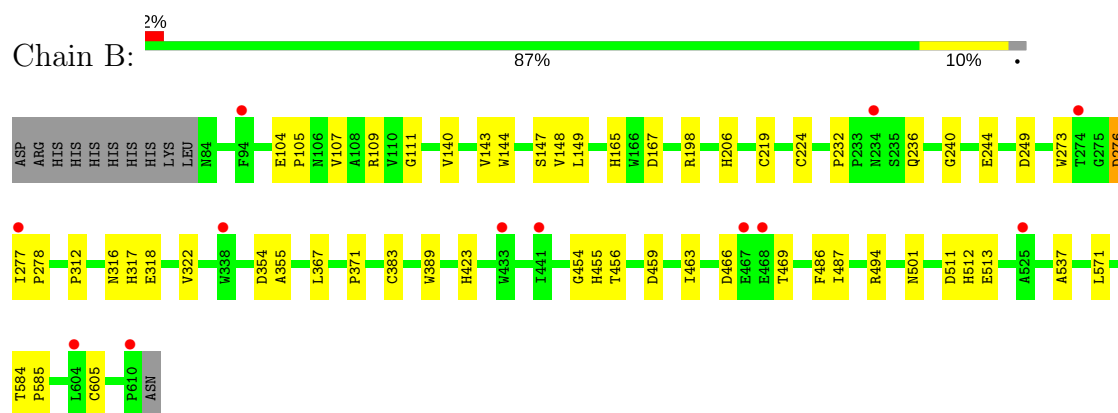 2%
Chain B:
87% 10% •
ASP ARG HIS HIS HIS HIS HIS HIS LYS LEU N84 F94 E104 P105 N106 V107 A108 R109 V110 G111 V140 V143 W144 S147 V148 L149 H165 W166 D167 R198 H206 C219 C224 P232 P233 N234 S235 Q236 G240 E244 D249 W273 T274 G275
I277 P278 P312 N316 H317 E318 V322 W338 D354 A355 L367 P371 C383 W389 H423 W433 I441 G454 H455 T456 D459 I463 D466 E467 E468 T469 F486 I487 R494 N501 D511 H512 E513 A525 A537 L571
T584 P585 L604 C605 P610 ASN